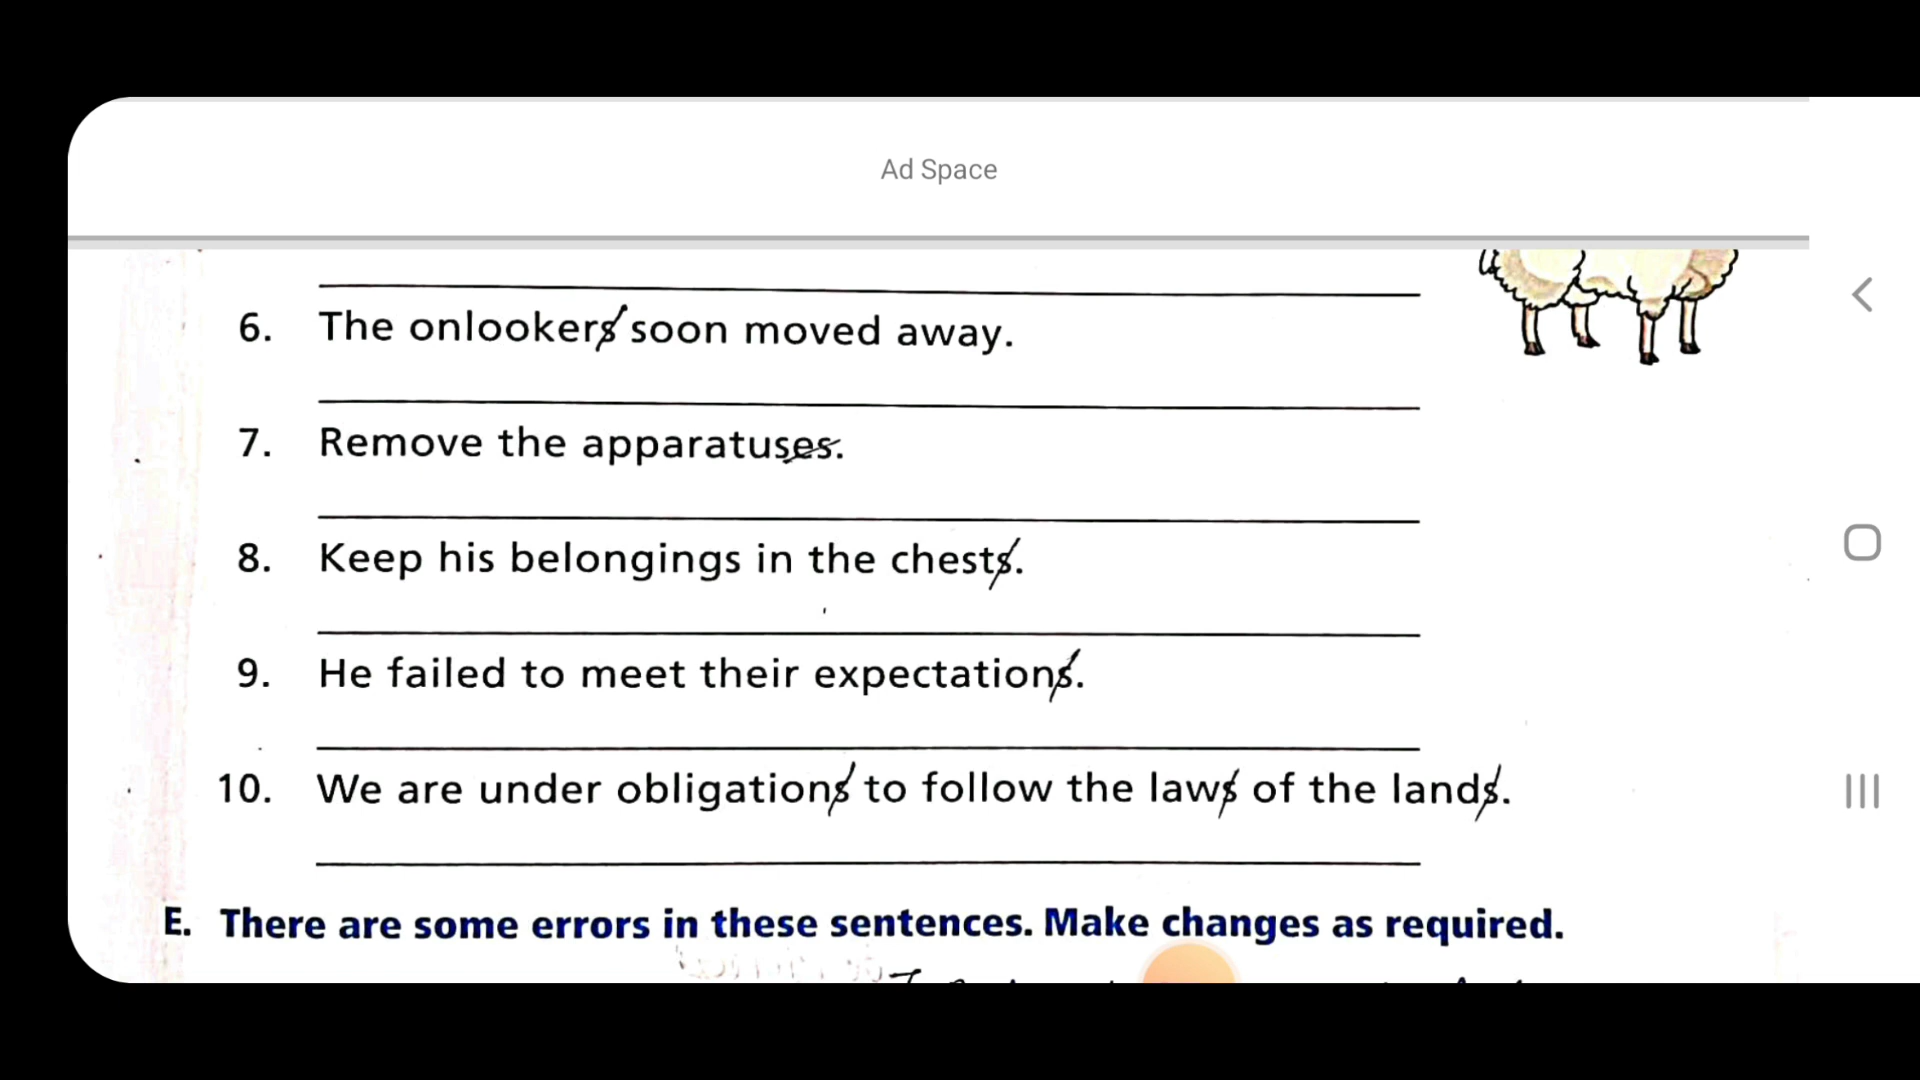 Ad Space
6. The onlookers soon moved away.
7. Remove the apparatuses.
8. Keep his belongings in the chests.
9. He failed to meet their expectations.
10. We are under obligations to follow the laws of the lands.
E. There are some errors in these sentences. Make changes as required.